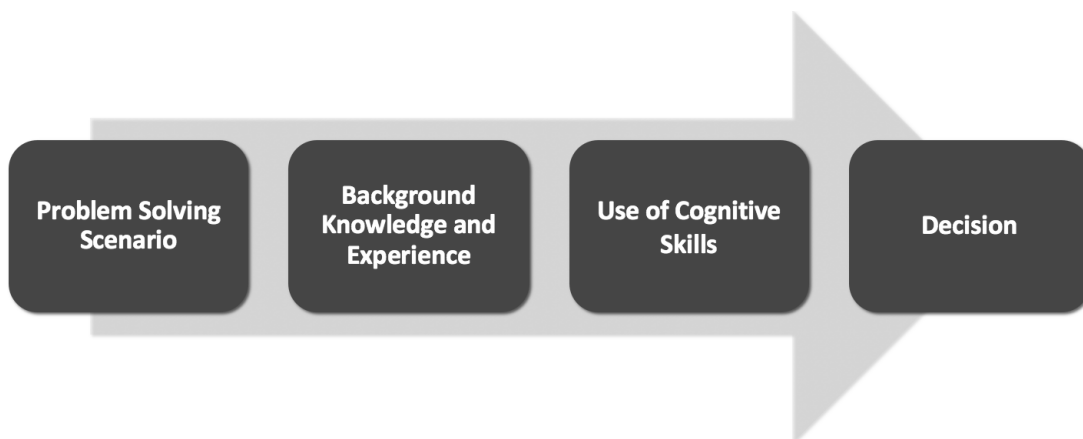 Problem Solving
Scenario
Background
Knowledge and
Experience
Use of Cognitive
Skills
Decision